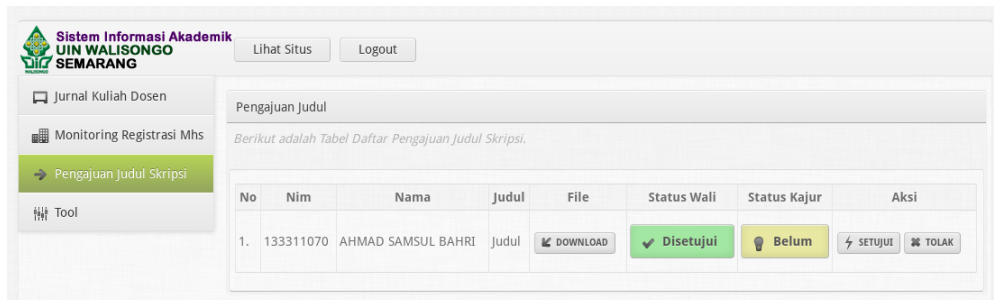 Sistem Informasi Akademik
UIN WALISONGO
SEMARANG
WALISONGO
Lihat Situs Logout
Jurnal Kuliah Dosen
Monitoring Registrasi Mhs
Pengajuan Judul Skripsi
Tool
Pengajuan Judul
Berikut adalah Tabel Daftar Pengajuan Judul Skripsi.
No Nim Nama Judul File Status Wali Status Kajur Aksi
1. 133311070 AHMAD SAMSUL BAHRI Judul DOWNLOAD Disetujui Belum SETUJUI TOLAK